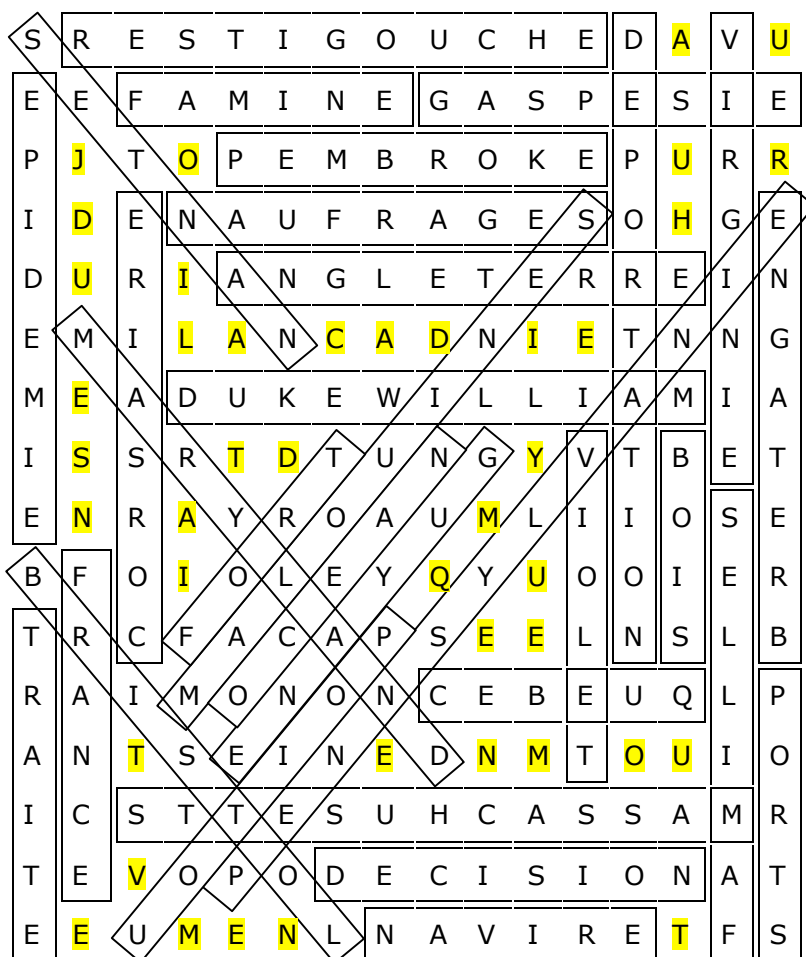 S R E S T I G O U C H E D A V U
E E F A M I N E G A S P E S I E
P J T O P E M B R O K E P U R R
I D E N A U F R A G E S O H G E
D U R I A N G L E T E R R E I N
E M I L A N C A D N I E T N N G
M E A D U K E W I L L I A M I A
I S S R T D T U N G Y V T B E T
E N R A Y R O A U M L I I O S E
B F O I O L E Y Q Y U O O I E R
T R C F A C A P S E E L N S L B
R A I M O N O N C E B E U Q L P
A N T S E I N E D N M T O U I O
I C S T T E S U H C A S S A M R
T E V O P O D E C I S I O N A T
E E U M E N L N A V I R E T F S